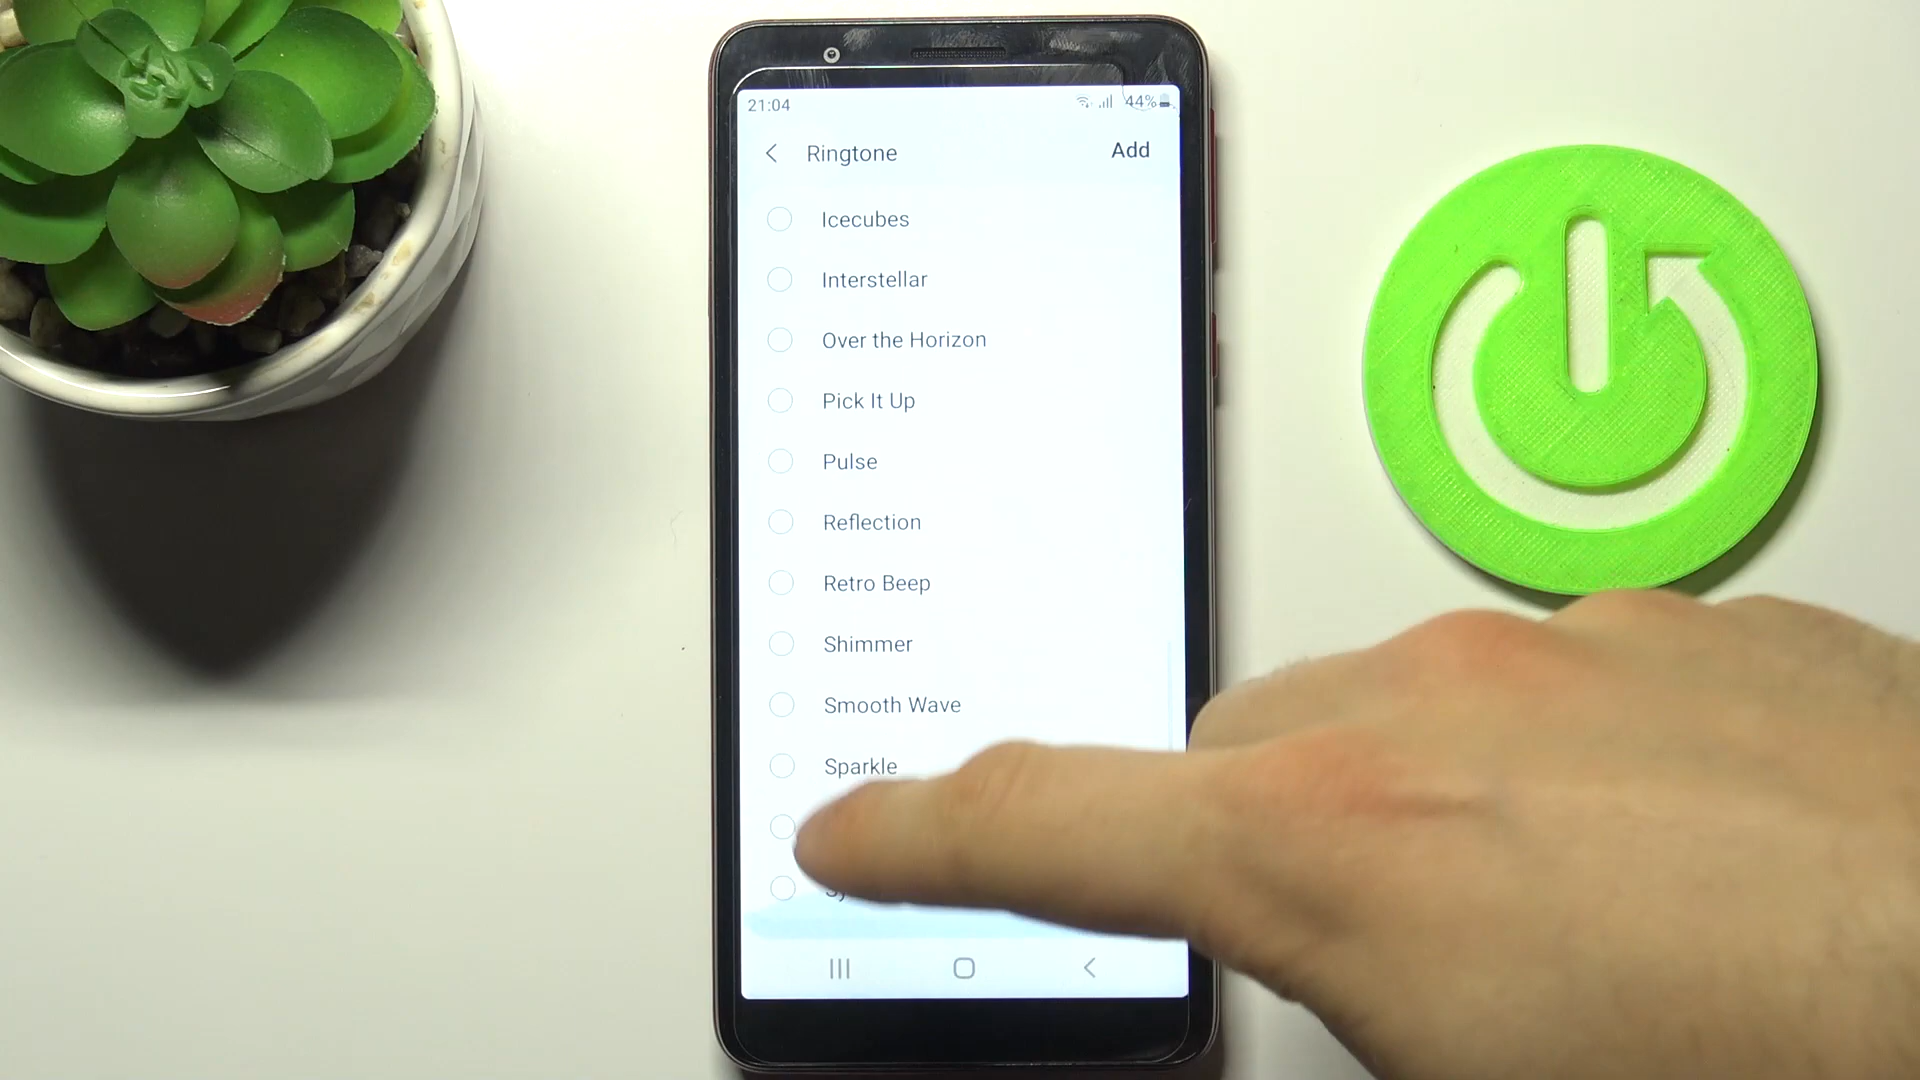 21:04
44%
Ringtone
Add
Icecubes
Interstellar
Over the Horizon
Pick It Up
Pulse
Reflection
Retro Beep
Shimmer
Smooth Wave
Sparkle